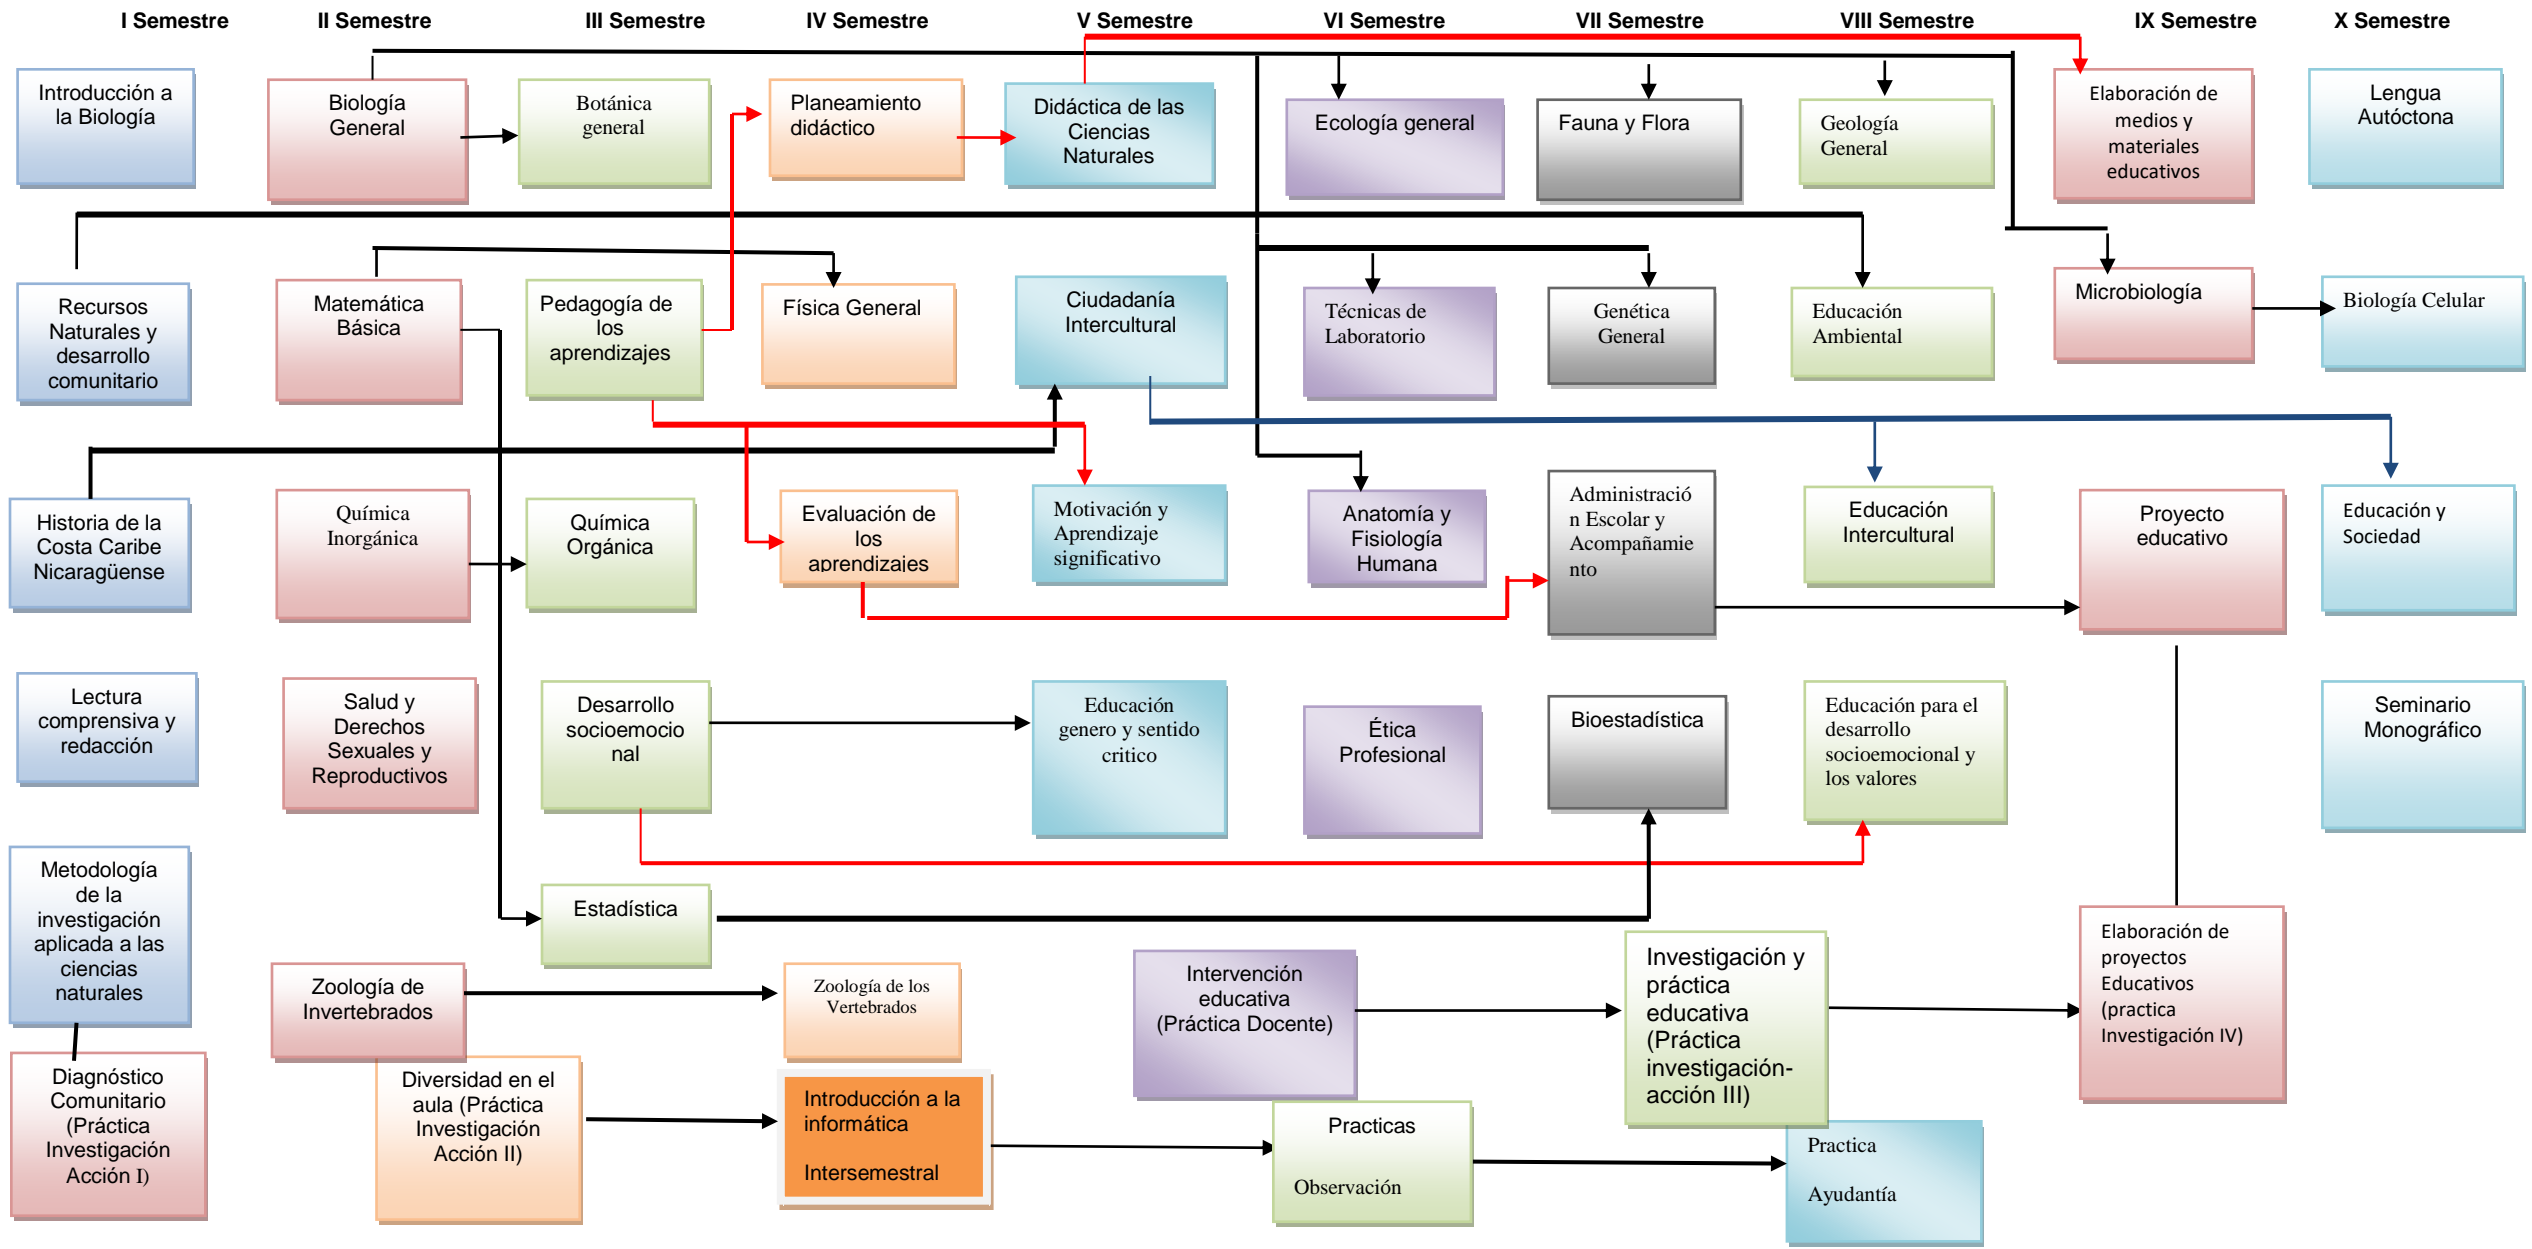 I Semestre
II Semestre
III Semestre
IV Semestre
V Semestre
VI Semestre
VII Semestre
VIII Semestre
IX Semestre
X Semestre
Introducción a
la Biología
Biología
General
Botánica
general
Planeamiento
didáctico
Didáctica de las
Ciencias
Naturales
Ecología general
Fauna y Flora
Geología
General
Elaboración de
medios y
materiales
educativos
Lengua
Autóctona
Recursos
Naturales y
desarrollo
comunitario
Matemática
Básica
Pedagogía de
los
aprendizajes
Física General
Ciudadanía
Intercultural
Técnicas de
Laboratorio
Genética
General
Educación
Ambiental
Microbiología
Biología Celular
Historia de la
Costa Caribe
Nicaragüense
Química
Inorgánica
Química
Orgánica
Evaluación de
los
aprendizajes
Motivación y
Aprendizaje
significativo
Anatomía y
Fisiología
Humana
Administració
n Escolar y
Acompañamie
nto
Educación
Intercultural
Proyecto
educativo
Educación y
Sociedad
Lectura
comprensiva y
redacción
Salud y
Derechos
Sexuales y
Reproductivos
Desarrollo
socioemocio
nal
Educación
genero y sentido
critico
Ética
Profesional
Bioestadística
Educación para el
desarrollo
socioemocional y
los valores
Seminario
Monográfico
Metodología
de la
investigación
aplicada a las
ciencias
naturales
Estadística
Zoología de
Invertebrados
Zoología de los
Vertebrados
Intervención
educativa
(Práctica Docente)
Investigación y
práctica
educativa
(Práctica
investigación-
acción III)
Elaboración de
proyectos
Educativos
(practica
Investigación IV)
Diagnóstico
Comunitario
(Práctica
Investigación
Acción I)
Diversidad en el
aula (Práctica
Investigación
Acción II)
Introducción a la
informática
Intersemestral
Practicas
Observación
Practica
Ayudantía